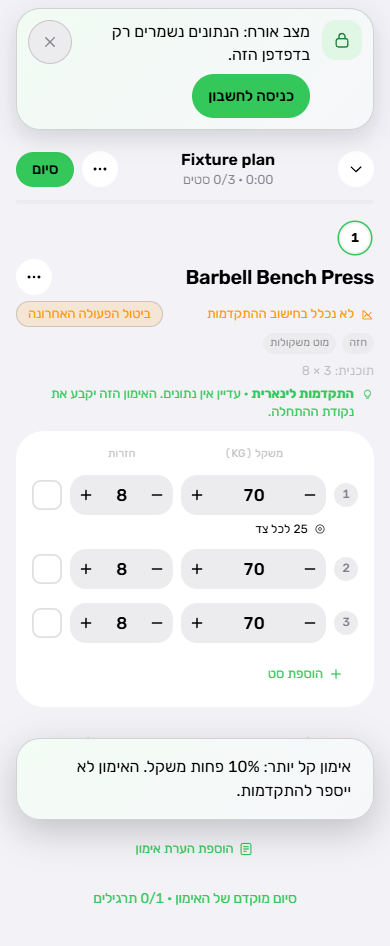 מצב אורח: הנתונים נשמרים רק
בדפדפן הזה.
כניסה לחשבון
Fixture plan
0:00 • 0/3 סטים
סיום
1
Barbell Bench Press
לא נכלל בחישוב ההתקדמות
ביטול הפעולה האחרונה
חזה
מוט משקולות
תוכנית: 3 × 8
התקדמות לינארית • עדיין אין נתונים. האימון הזה יקבע את
נקודת ההתחלה.
משקל (KG)
חזרות
1 − 70 + − 8 +
25 לכל צד
2 − 70 + − 8 +
3 − 70 + − 8 +
+ הוספת סט
אימון קל יותר: 10% פחות משקל. האימון לא
ייספר להתקדמות.
הוספת הערת אימון
סיום מוקדם של האימון • 0/1 תרגילים